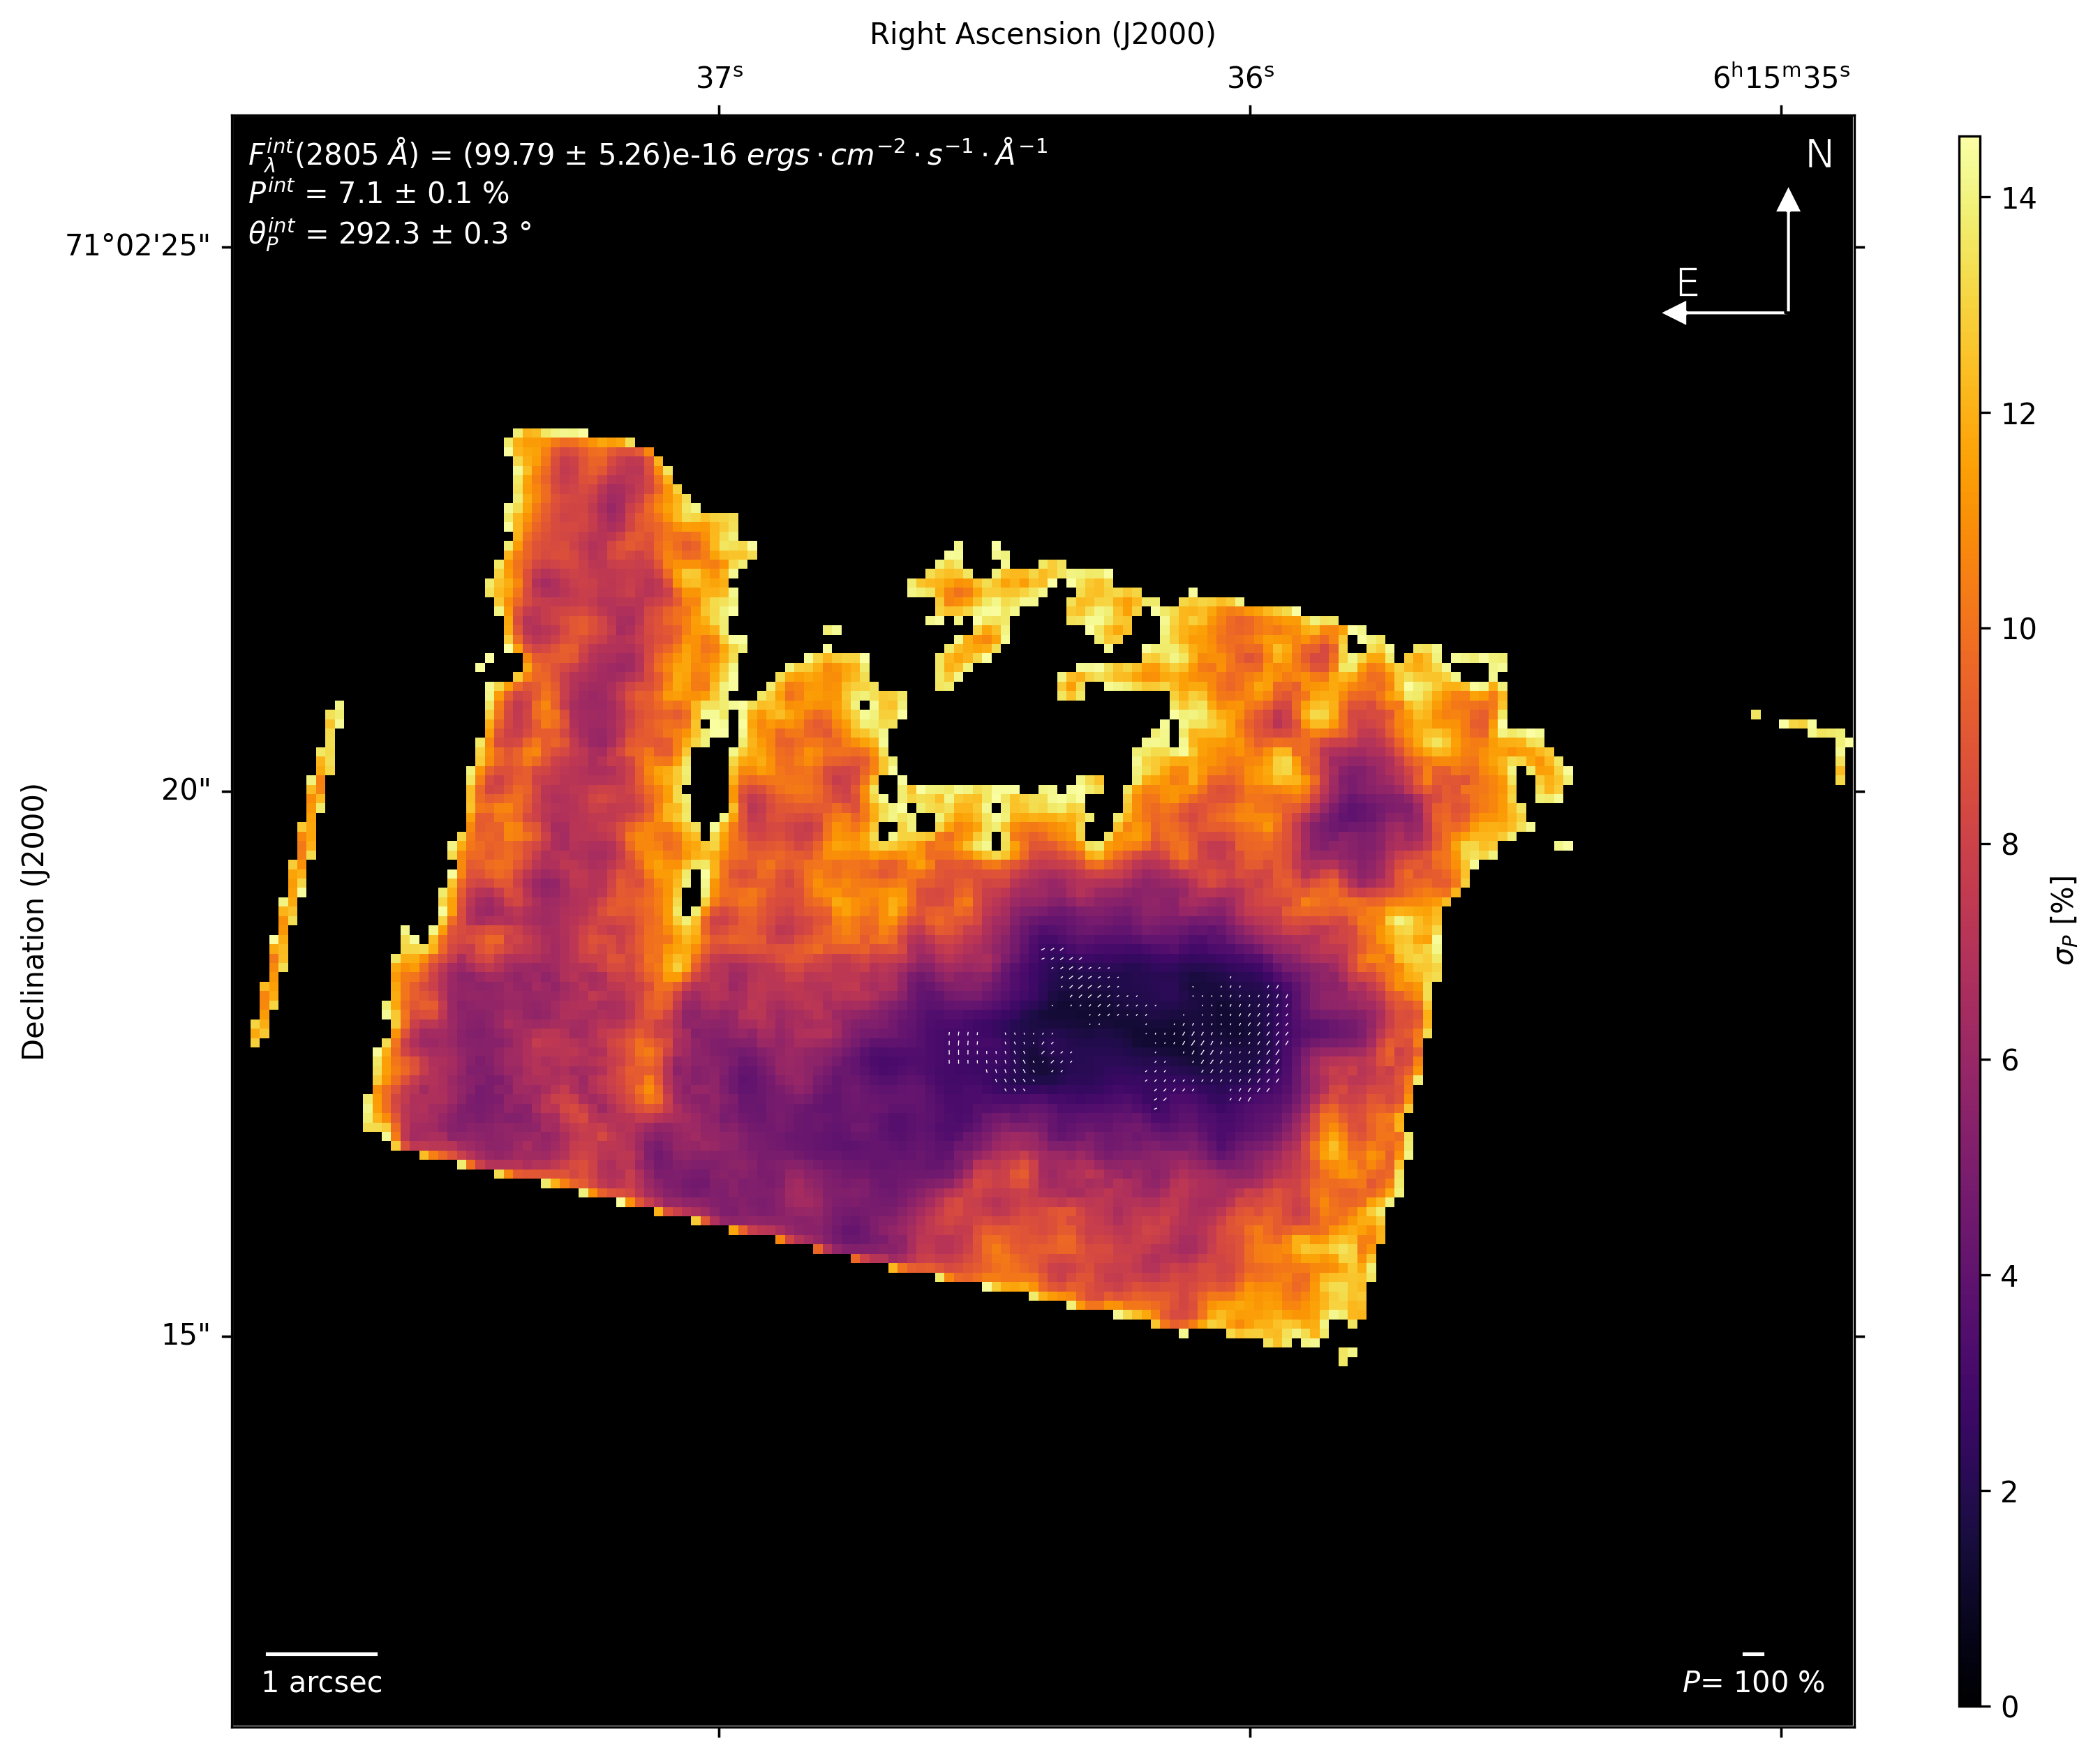 Right Ascension (J2000)
37ˢ 36ˢ 6ʰ15ᵐ35ˢ
F_λ^int(2805 Å) = (99.79 ± 5.26)e-16 ergs · cm⁻² · s⁻¹ · Å⁻¹
P^int = 7.1 ± 0.1 %
θ_P^int = 292.3 ± 0.3 °
N
E
71°02'25"
20"
15"
Declination (J2000)
1 arcsec
P= 100 %
14
12
10
8
6
4
2
0
σ_P [%]